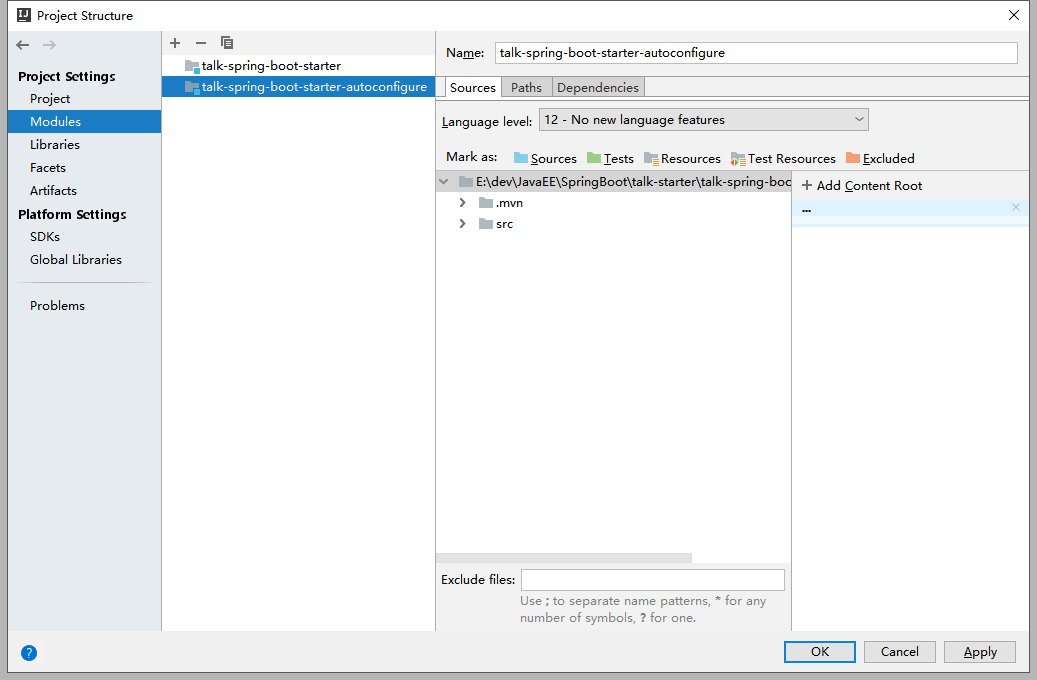 Project Structure
Project Settings
Project
Modules
Libraries
Facets
Artifacts
Platform Settings
SDKs
Global Libraries
Problems
talk-spring-boot-starter
talk-spring-boot-starter-autoconfigure
Name: talk-spring-boot-starter-autoconfigure
Sources Paths Dependencies
Language level: 12 - No new language features
Mark as: Sources Tests Resources Test Resources Excluded
E:\dev\JavaEE\SpringBoot\talk-starter\talk-spring-boo
.mvn
src
+ Add Content Root
...
Exclude files:
Use ; to separate name patterns, * for any
number of symbols, ? for one.
? OK Cancel Apply